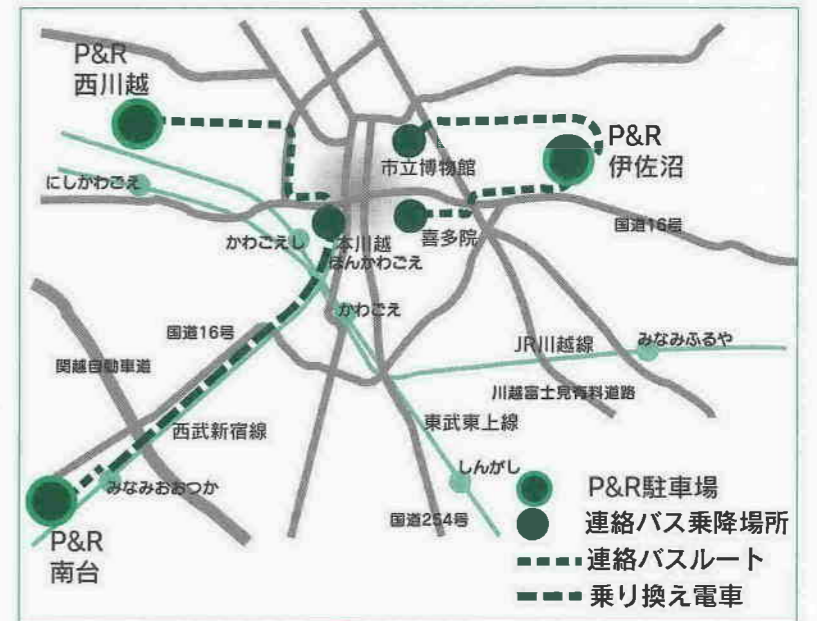 P&R
西川越
P&R
伊佐沼
市立博物館
にしかわごえ
国道16号
かわごえし
本川越
ほんかわごえ
喜多院
かわごえ
国道16号
関越自動車道
JR川越線
みなみふるや
川越富士見有料道路
西武新宿線
東武東上線
みなみおおつか
しんがし
国道254号
P&R
南台
P&R駐車場
連絡バス乗降場所
連絡バスルート
乗り換え電車